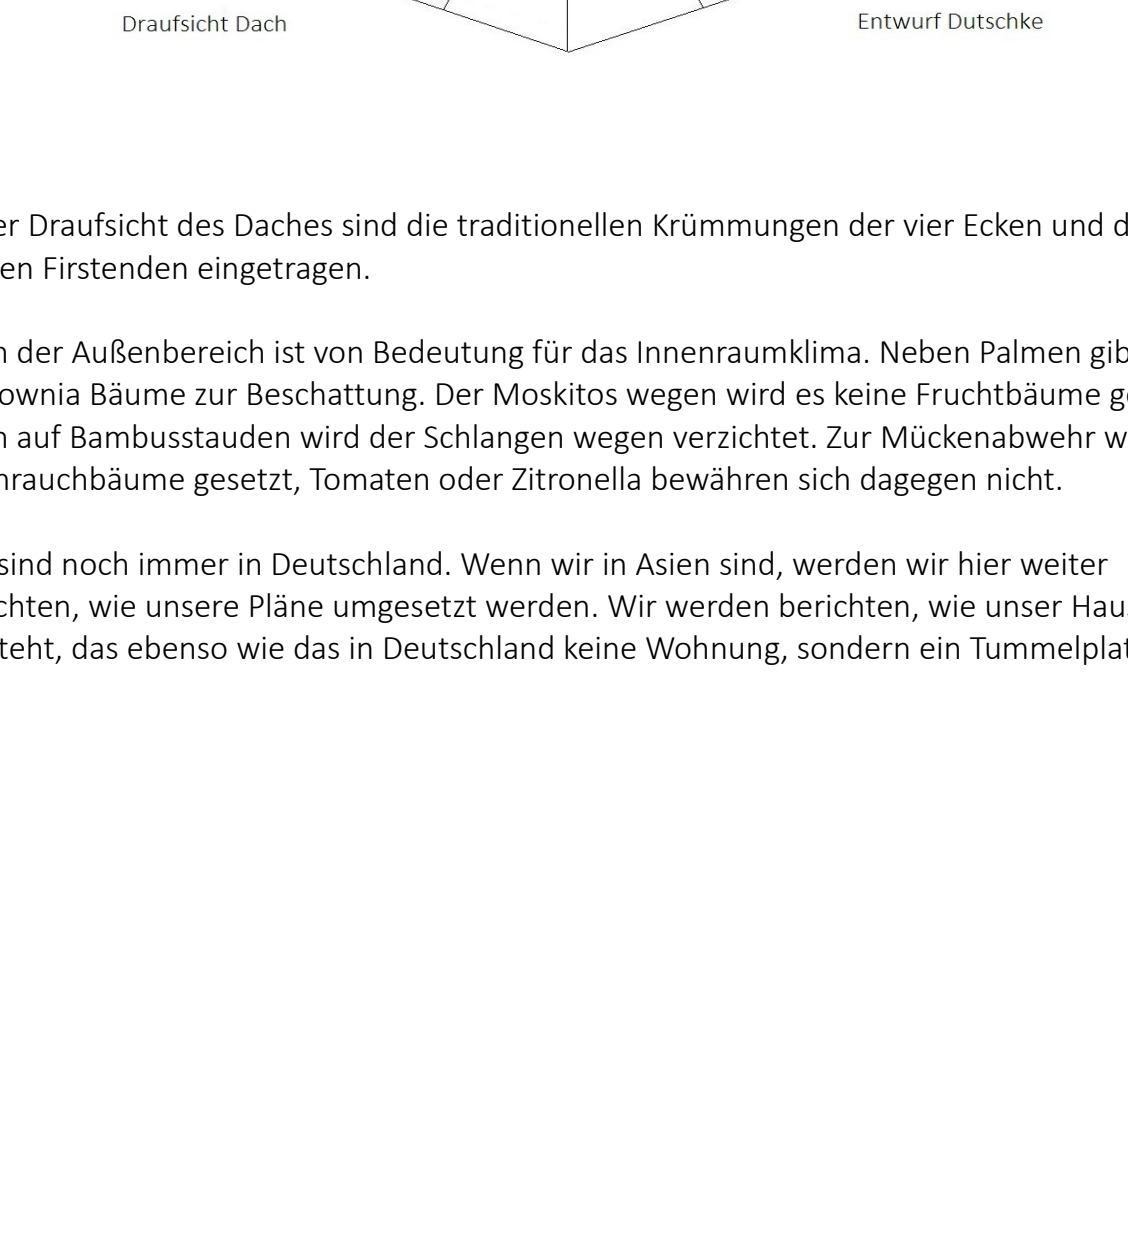 Draufsicht Dach
Entwurf Dutschke
er Draufsicht des Daches sind die traditionellen Krümmungen der vier Ecken und d
en Firstenden eingetragen.
n der Außenbereich ist von Bedeutung für das Innenraumklima. Neben Palmen gib
ownia Bäume zur Beschattung. Der Moskitos wegen wird es keine Fruchtbäume ge
n auf Bambusstauden wird der Schlangen wegen verzichtet. Zur Mückenabwehr w
nrauchbäume gesetzt, Tomaten oder Zitronella bewähren sich dagegen nicht.
sind noch immer in Deutschland. Wenn wir in Asien sind, werden wir hier weiter
chten, wie unsere Pläne umgesetzt werden. Wir werden berichten, wie unser Haus
teht, das ebenso wie das in Deutschland keine Wohnung, sondern ein Tummelplat